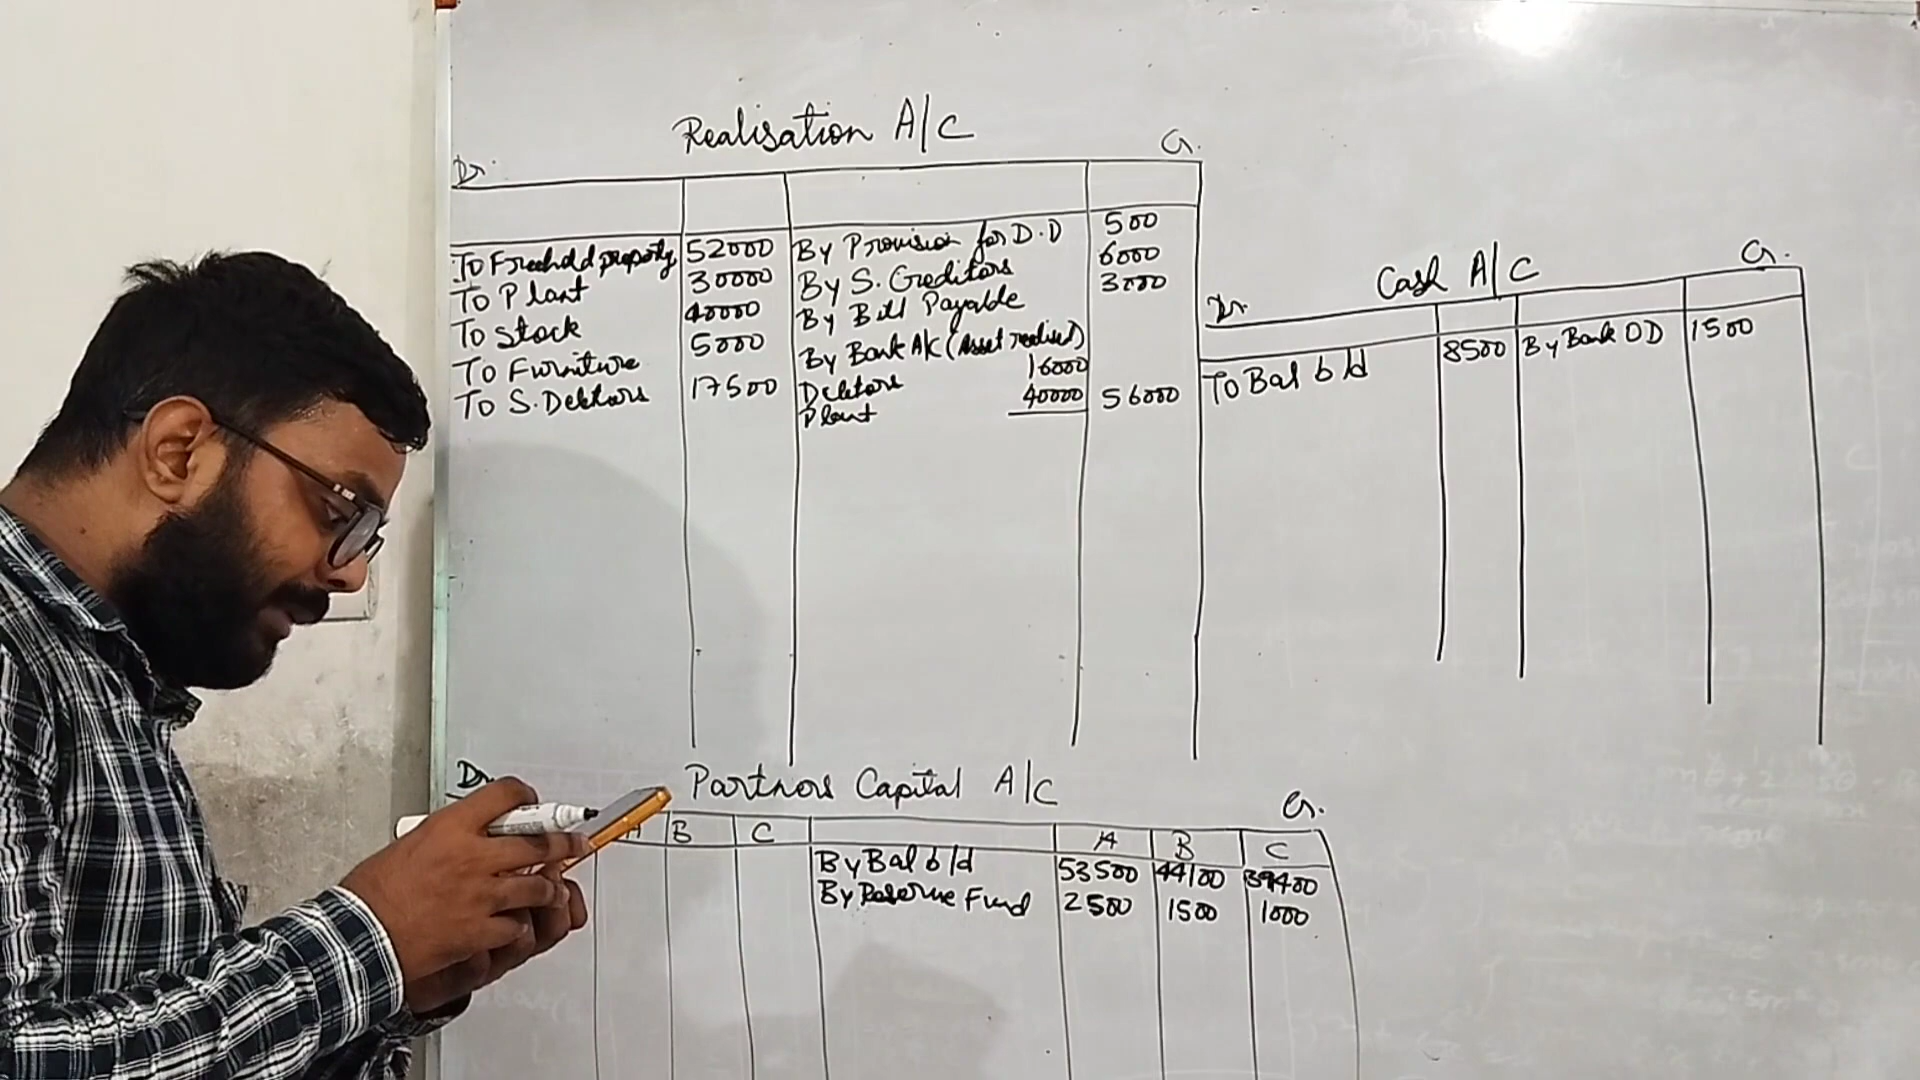 Realisation A/C
Dr. Cr.
To Freehold property 52000 By Provision for D.D 500
To Plant 30000 By S. Creditors 6000
To Stock 40000 By Bill Payable 3000
To Furniture 5000 By Bank A/c (Asset realised)
To S. Debtors 17500 Debtors 16000
Plant 40000 56000
Cash A/C
Dr. Cr.
To Bal b/d 8500 By Bank OD 1500
Partners Capital A/C
Dr. Cr.
A B C A B C
By Bal b/d 53500 44100 39400
By Reserve Fund 2500 1500 1000